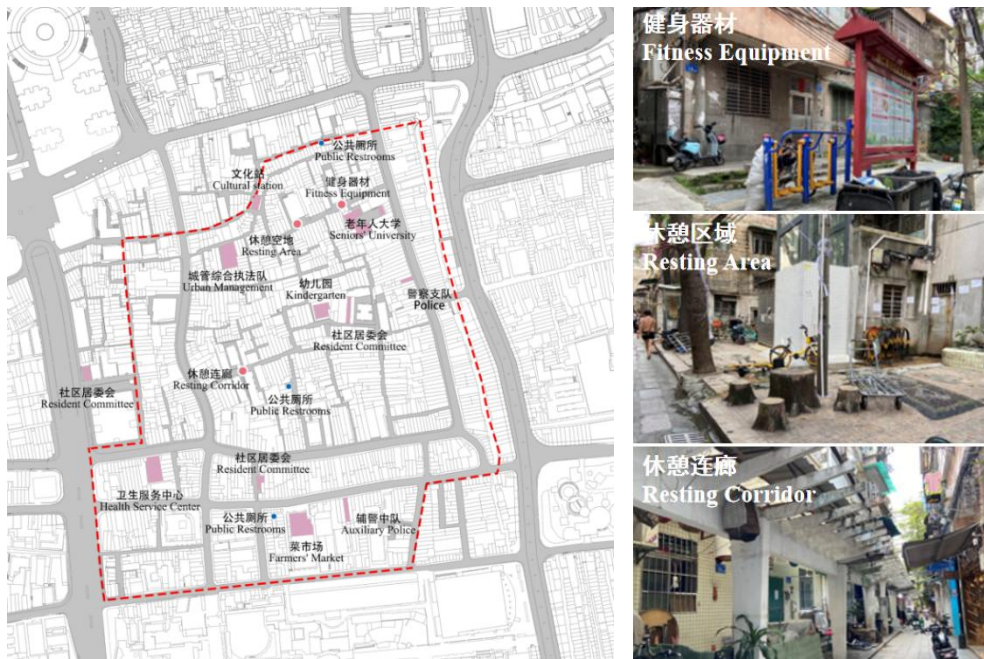 公共厕所
Public Restrooms
文化站
Cultural station
健身器材
Fitness Equipment
老年人大学
Seniors' University
休憩空地
Resting Area
城管综合执法队
Urban Management
幼儿园
Kindergarten
警察支队
Police
社区居委会
Resident Committee
休憩连廊
Resting Corridor
社区居委会
Resident Committee
公共厕所
Public Restrooms
社区居委会
Resident Committee
卫生服务中心
Health Service Center
公共厕所
Public Restrooms
辅警中队
Auxiliary Police
菜市场
Farmers' Market
健身器材
Fitness Equipment
休憩区域
Resting Area
休憩连廊
Resting Corridor